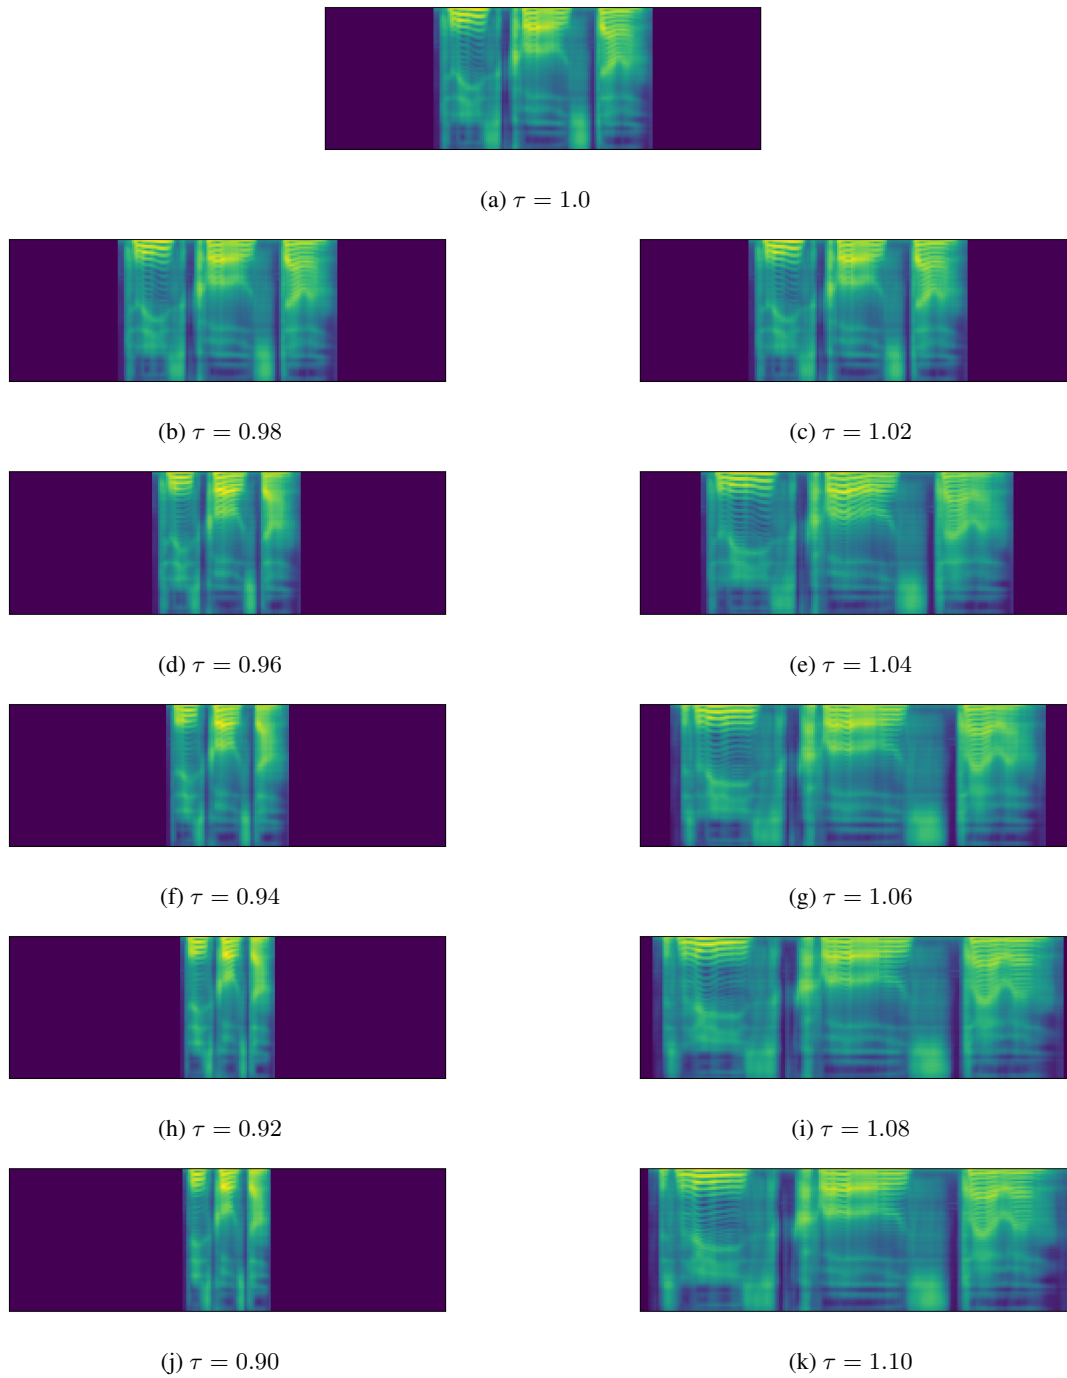 (a) τ = 1.0
(b) τ = 0.98
(c) τ = 1.02
(d) τ = 0.96
(e) τ = 1.04
(f) τ = 0.94
(g) τ = 1.06
(h) τ = 0.92
(i) τ = 1.08
(j) τ = 0.90
(k) τ = 1.10